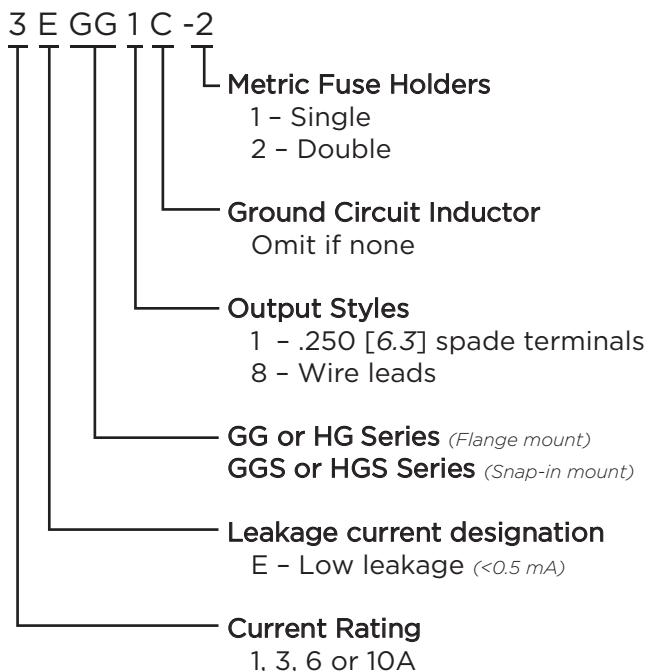 3 E GG 1 C -2
Metric Fuse Holders
1 – Single
2 – Double
Ground Circuit Inductor
Omit if none
Output Styles
1 – .250 [6.3] spade terminals
8 – Wire leads
GG or HG Series (Flange mount)
GGS or HGS Series (Snap-in mount)
Leakage current designation
E – Low leakage (<0.5 mA)
Current Rating
1, 3, 6 or 10A